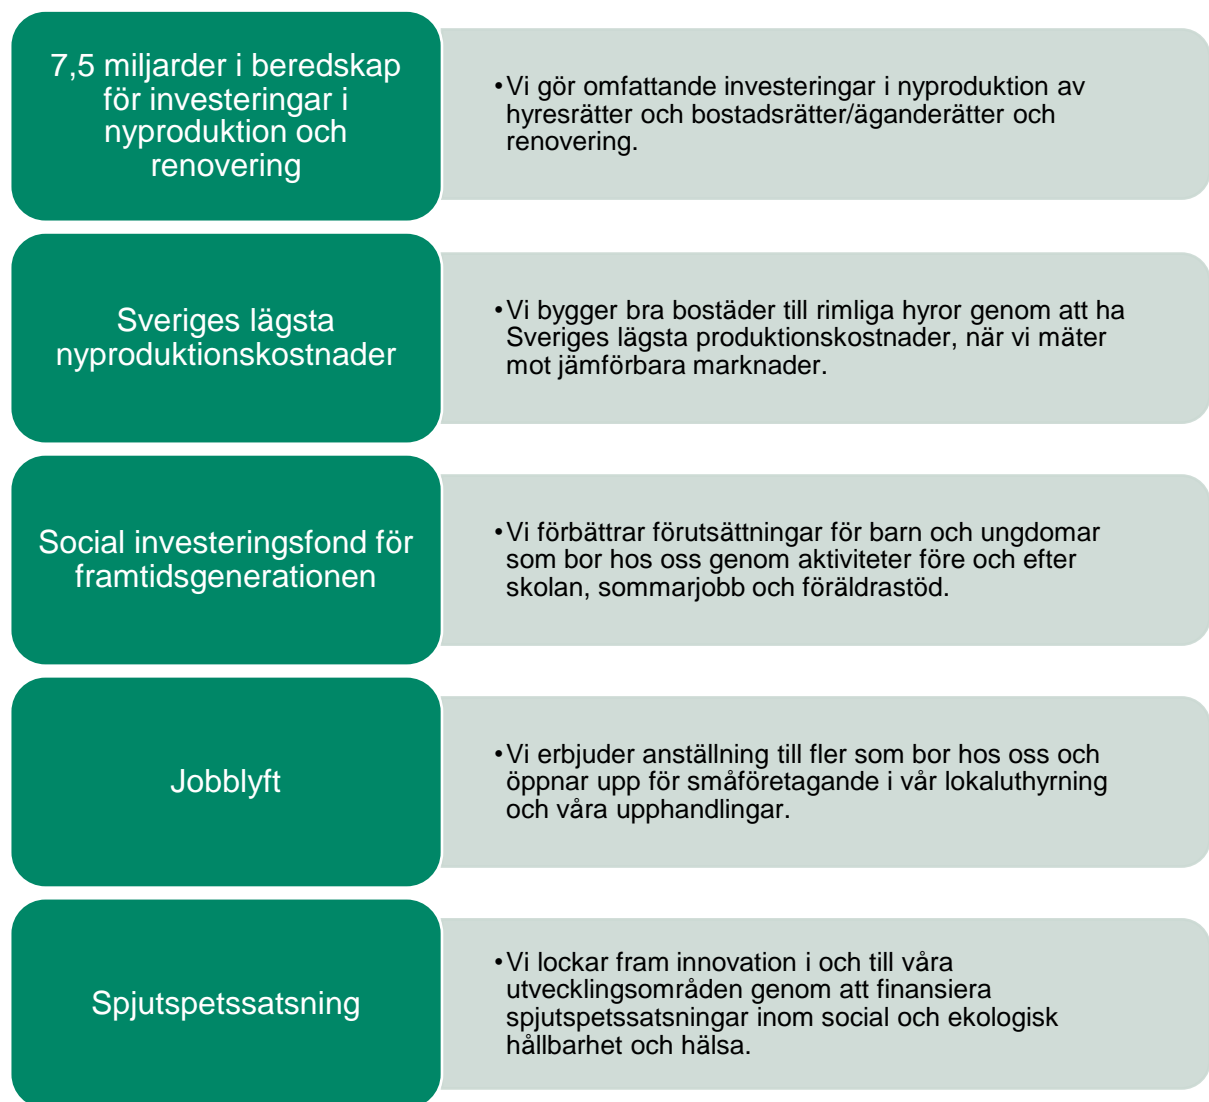 7,5 miljarder i beredskap
för investeringar i
nyproduktion och
renovering
•Vi gör omfattande investeringar i nyproduktion av
hyresrätter och bostadsrätter/äganderätter och
renovering.
Sveriges lägsta
nyproduktionskostnader
•Vi bygger bra bostäder till rimliga hyror genom att ha
Sveriges lägsta produktionskostnader, när vi mäter
mot jämförbara marknader.
Social investeringsfond för
framtidsgenerationen
•Vi förbättrar förutsättningar för barn och ungdomar
som bor hos oss genom aktiviteter före och efter
skolan, sommarjobb och föräldrastöd.
Jobblyft
•Vi erbjuder anställning till fler som bor hos oss och
öppnar upp för småföretagande i vår lokaluthyrning
och våra upphandlingar.
Spjutspetssatsning
•Vi lockar fram innovation i och till våra
utvecklingsområden genom att finansiera
spjutspetssatsningar inom social och ekologisk
hållbarhet och hälsa.